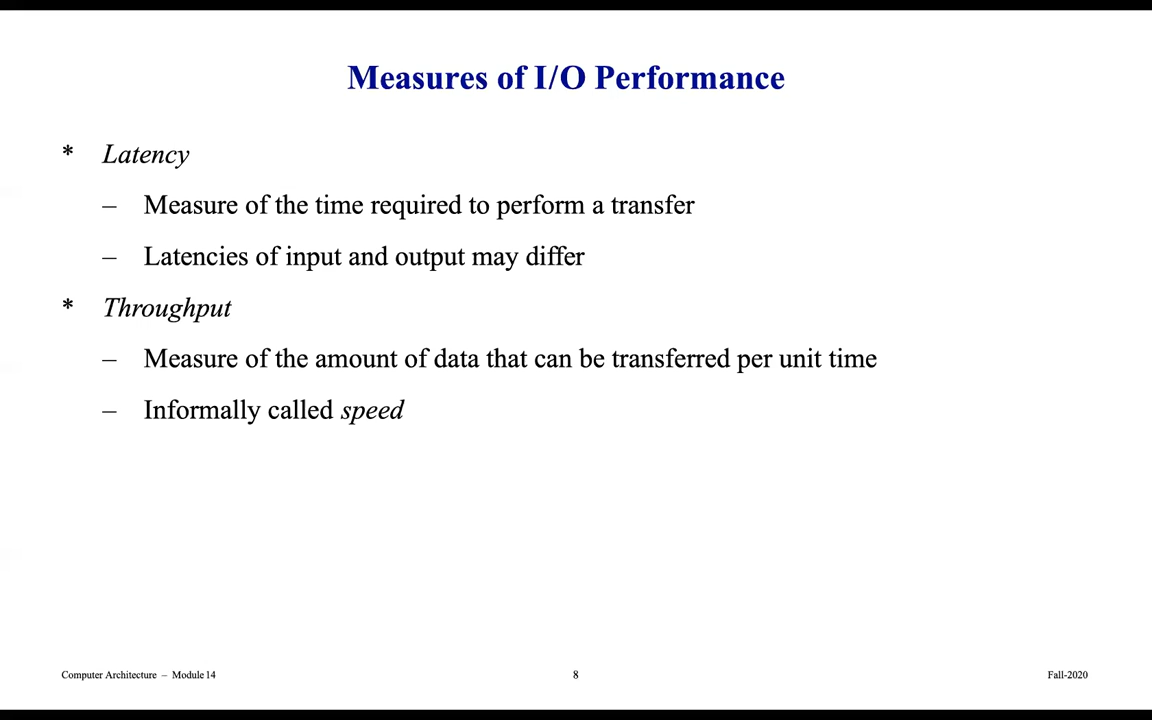 Measures of I/O Performance
* Latency
– Measure of the time required to perform a transfer
– Latencies of input and output may differ
* Throughput
– Measure of the amount of data that can be transferred per unit time
– Informally called speed
Computer Architecture – Module 14 8 Fall-2020